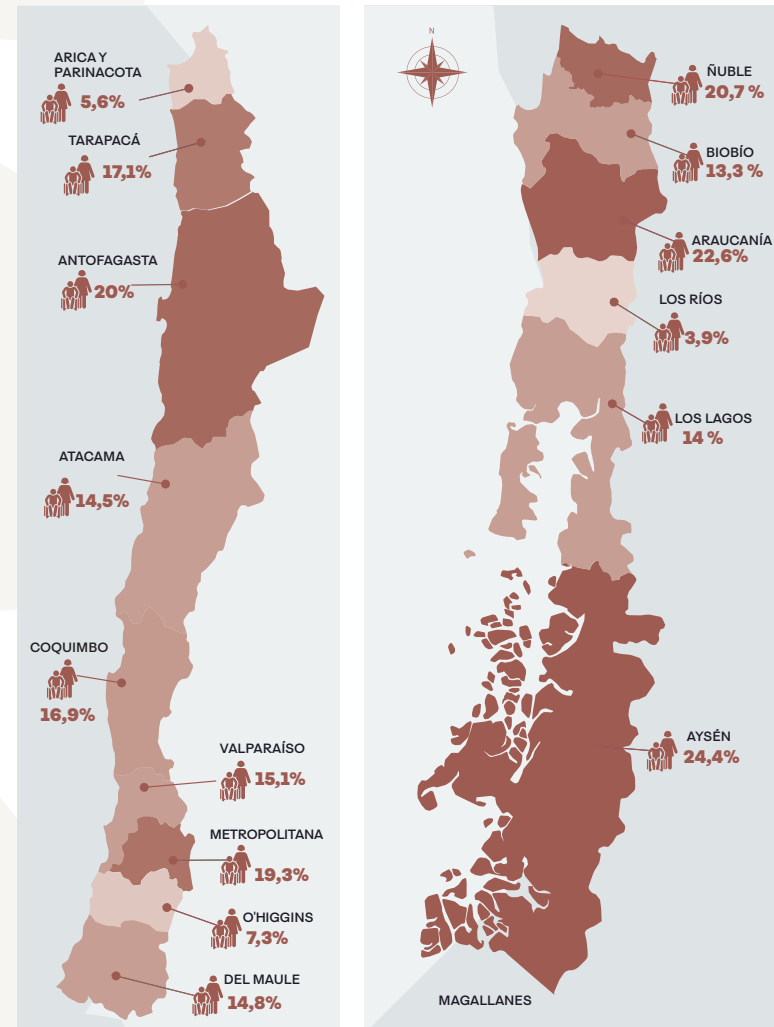 ARICA Y
PARINACOTA
5,6%
TARAPACÁ
17,1%
ANTOFAGASTA
20%
ATACAMA
14,5%
COQUIMBO
16,9%
VALPARAÍSO
15,1%
METROPOLITANA
19,3%
O'HIGGINS
7,3%
DEL MAULE
14,8%
N
ÑUBLE
20,7 %
BIOBÍO
13,3 %
ARAUCANÍA
22,6%
LOS RÍOS
3,9%
LOS LAGOS
14 %
AYSÉN
24,4%
MAGALLANES